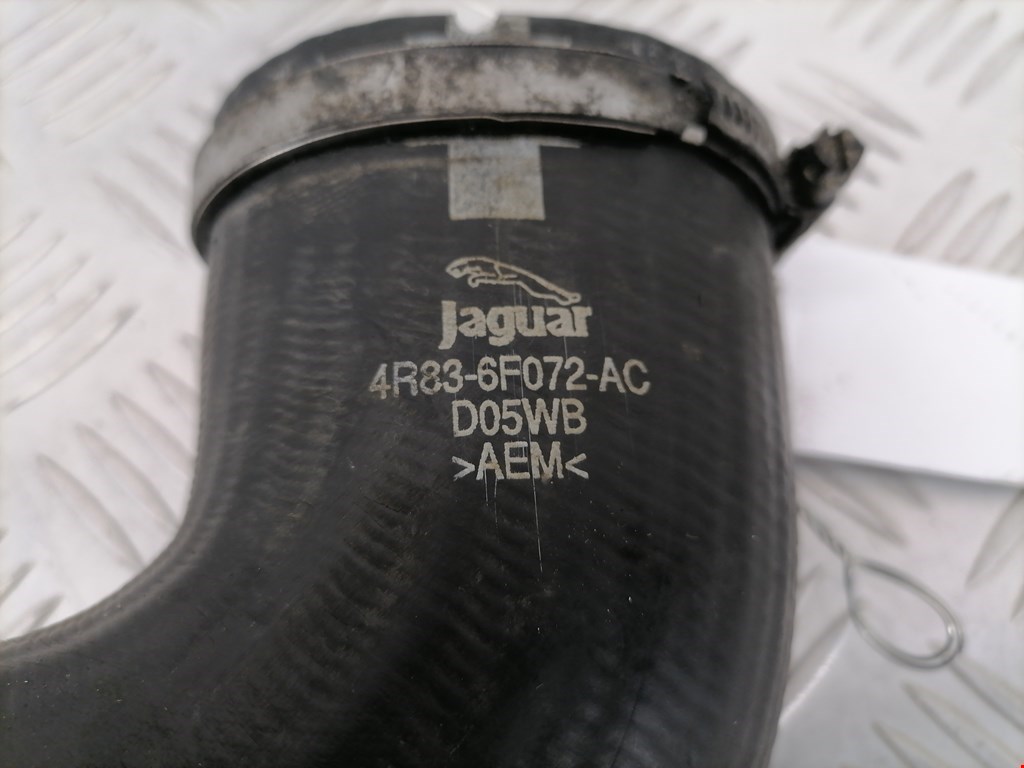 Jaguar
4R83-6F072-AC
D05WB
>AEM<